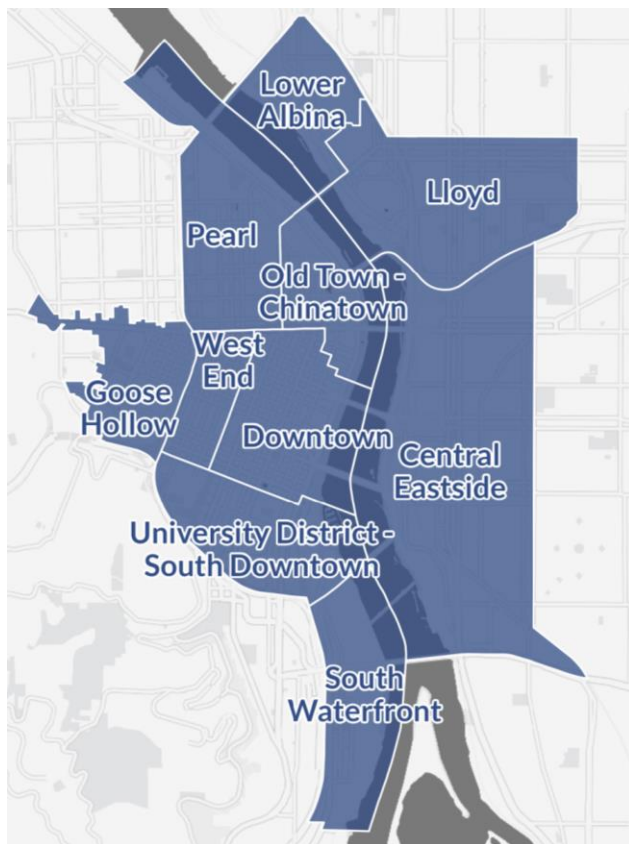 Lower
Albina
Lloyd
Pearl
Old Town -
Chinatown
West
End
Goose
Hollow
Downtown
Central
Eastside
University District -
South Downtown
South
Waterfront